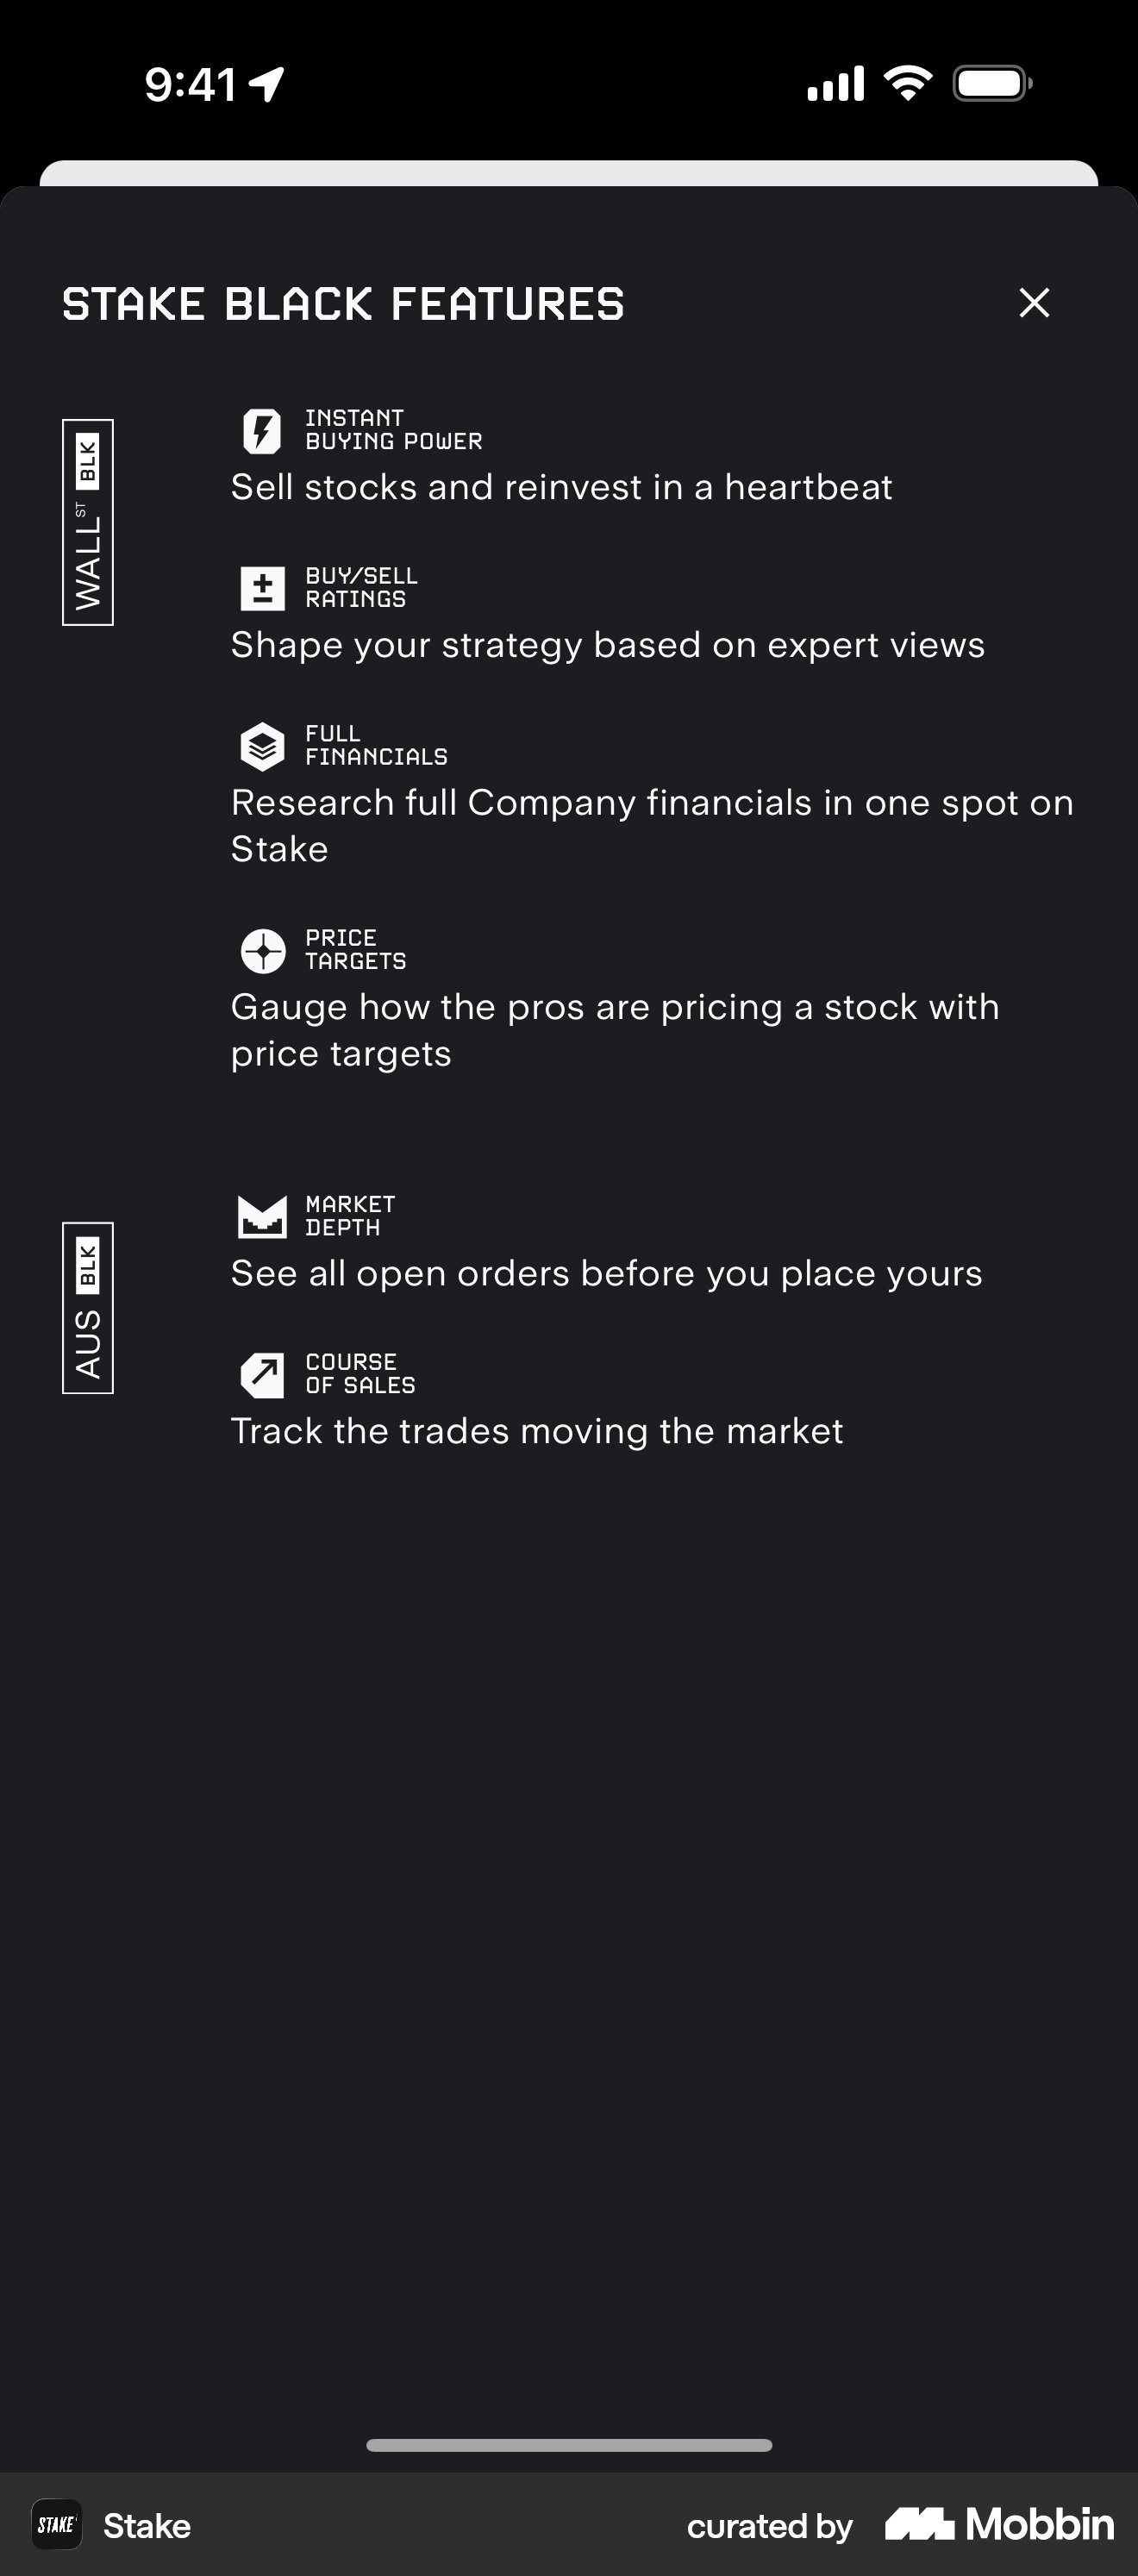 9:41
STAKE BLACK FEATURES
WALL ST BLK
INSTANT
BUYING POWER
Sell stocks and reinvest in a heartbeat
BUY/SELL
RATINGS
Shape your strategy based on expert views
FULL
FINANCIALS
Research full Company financials in one spot on
Stake
PRICE
TARGETS
Gauge how the pros are pricing a stock with
price targets
AUS BLK
MARKET
DEPTH
See all open orders before you place yours
COURSE
OF SALES
Track the trades moving the market
STAKE
Stake
curated by
Mobbin